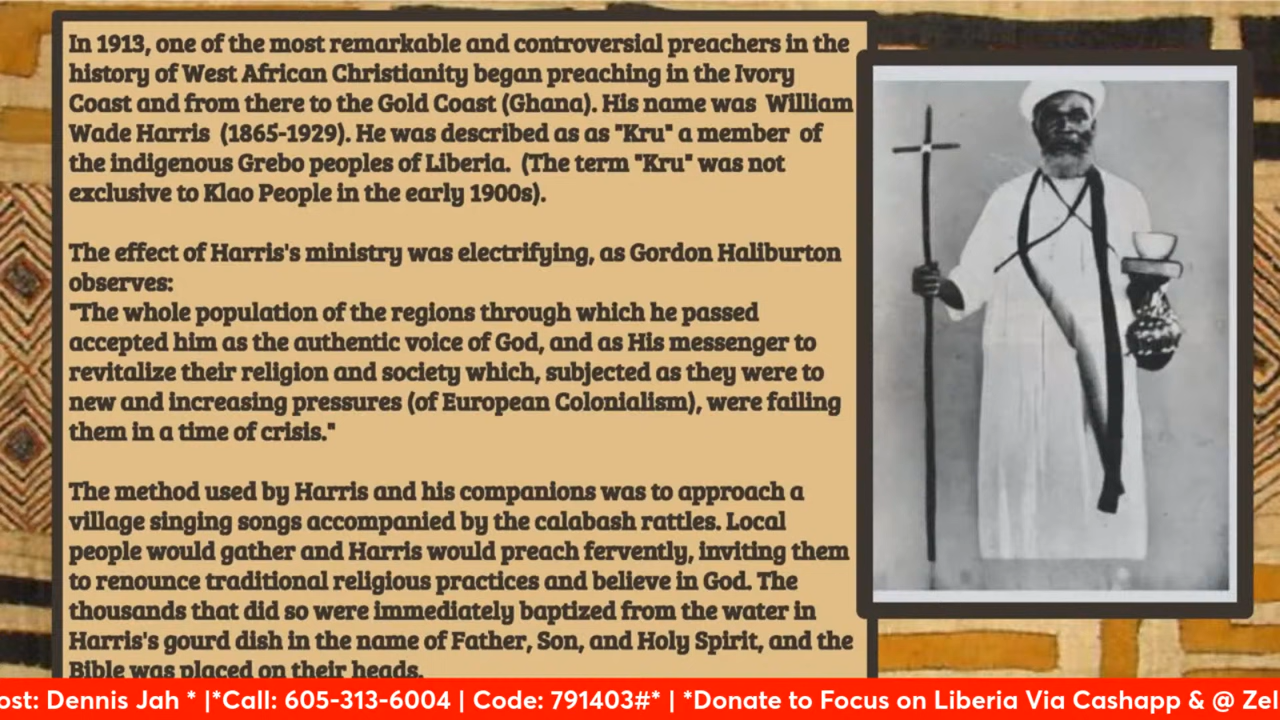 In 1913, one of the most remarkable and controversial preachers in the
history of West African Christianity began preaching in the Ivory
Coast and from there to the Gold Coast (Ghana). His name was William
Wade Harris (1865-1929). He was described as as "Kru" a member of
the indigenous Grebo peoples of Liberia. (The term "Kru" was not
exclusive to Klao People in the early 1900s).
The effect of Harris's ministry was electrifying, as Gordon Haliburton
observes:
"The whole population of the regions through which he passed
accepted him as the authentic voice of God, and as His messenger to
revitalize their religion and society which, subjected as they were to
new and increasing pressures (of European Colonialism), were failing
them in a time of crisis."
The method used by Harris and his companions was to approach a
village singing songs accompanied by the calabash rattles. Local
people would gather and Harris would preach fervently, inviting them
to renounce traditional religious practices and believe in God. The
thousands that did so were immediately baptized from the water in
Harris's gourd dish in the name of Father, Son, and Holy Spirit, and the
Bible was placed on their heads.
ost: Dennis Jah * |*Call: 605-313-6004 | Code: 791403#* | *Donate to Focus on Liberia Via Cashapp & @ Zel